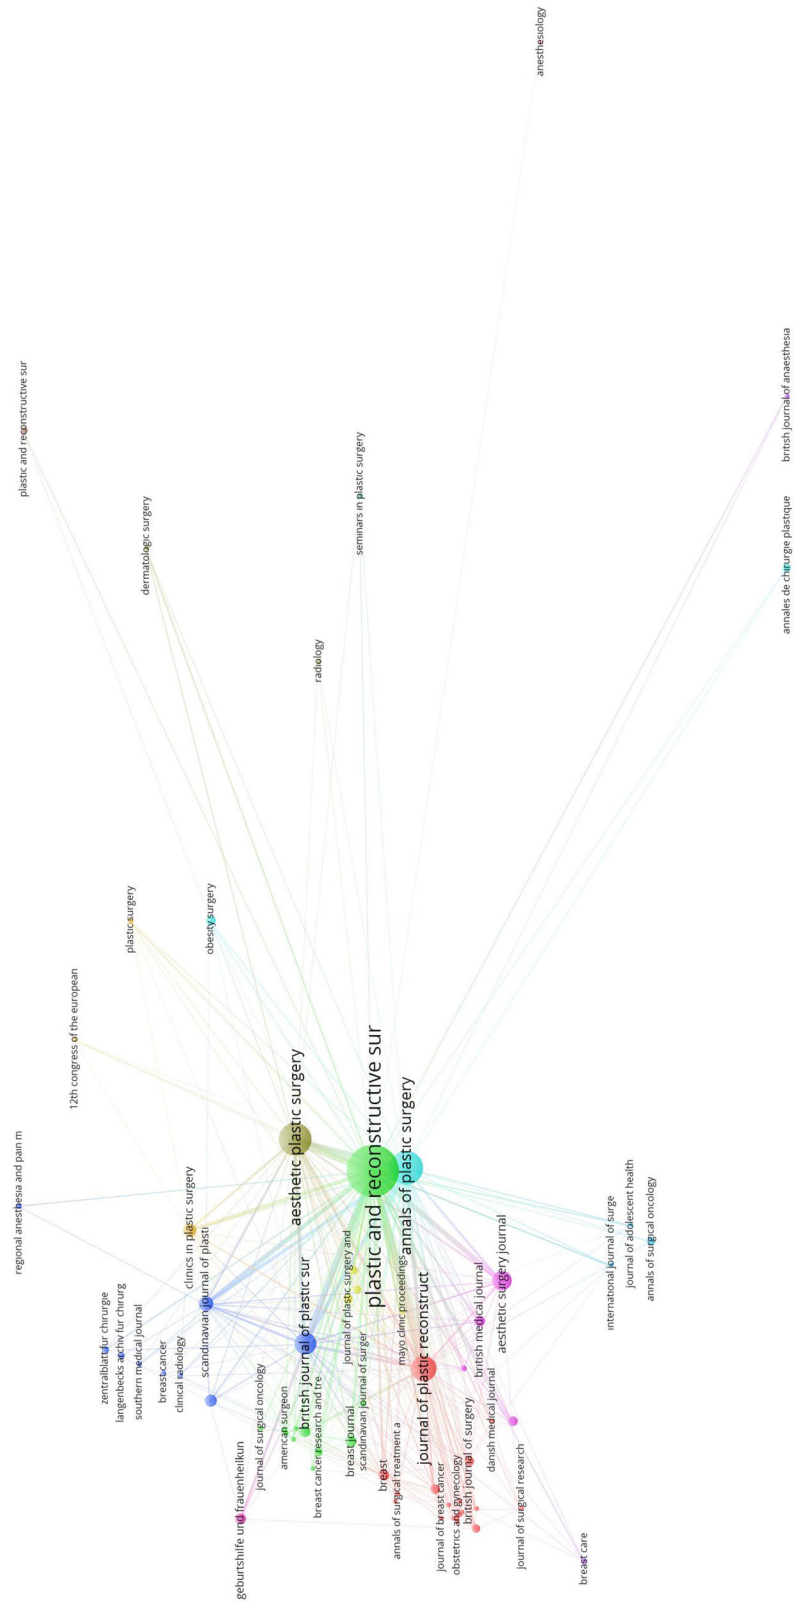 anesthesiology
british journal of anaesthesia
plastic and reconstructive sur
seminars in plastic surgery
dermatologic surgery
annales de chirurgie plastique
radiology
plastic surgery
obesity surgery
12th congress of the european
plastic and reconstructive sur
aesthetic plastic surgery
annals of plastic surgery
regional anesthesia and pain m
clinics in plastic surgery
scandinavian journal of plasti
international journal of surge
journal of adolescent health
annals of surgical oncology
journal of plastic surgery and
mayo clinic proceedings
aesthetic surgery journal
british medical journal
british journal of plastic sur
journal of plastic reconstruct
zentralblatt fur chirurgie
langenbecks archiv fur chirurg
southern medical journal
breast cancer
clinical radiology
scandinavian journal of surger
journal of surgical oncology
american surgeon
breast cancer research and tre
breast journal
breast
annals of surgical treatment a
danish medical journal
british journal of surgery
journal of breast cancer
obstetrics and gynecology
journal of surgical research
geburtshilfe und frauenheilkun
breast care